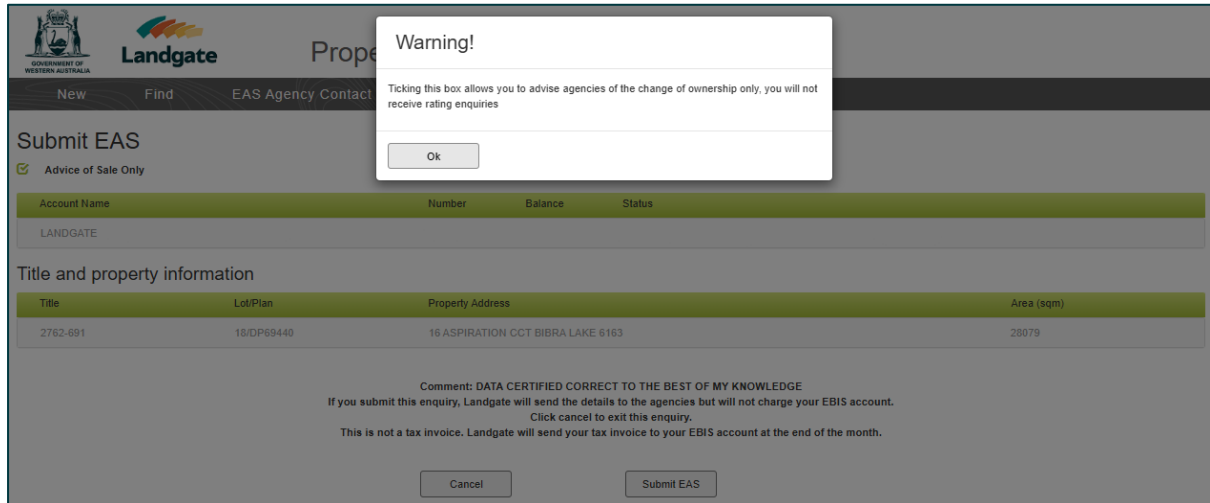 GOVERNMENT OF
WESTERN AUSTRALIA
Landgate
Prope
New Find EAS Agency Contact
Warning!
Ticking this box allows you to advise agencies of the change of ownership only, you will not
receive rating enquiries
Ok
Submit EAS
Advice of Sale Only
Account Name Number Balance Status
LANDGATE
Title and property information
Title Lot/Plan Property Address Area (sqm)
2762-691 18/DP69440 16 ASPIRATION CCT BIBRA LAKE 6163 28079
Comment: DATA CERTIFIED CORRECT TO THE BEST OF MY KNOWLEDGE
If you submit this enquiry, Landgate will send the details to the agencies but will not charge your EBIS account.
Click cancel to exit this enquiry.
This is not a tax invoice. Landgate will send your tax invoice to your EBIS account at the end of the month.
Cancel Submit EAS